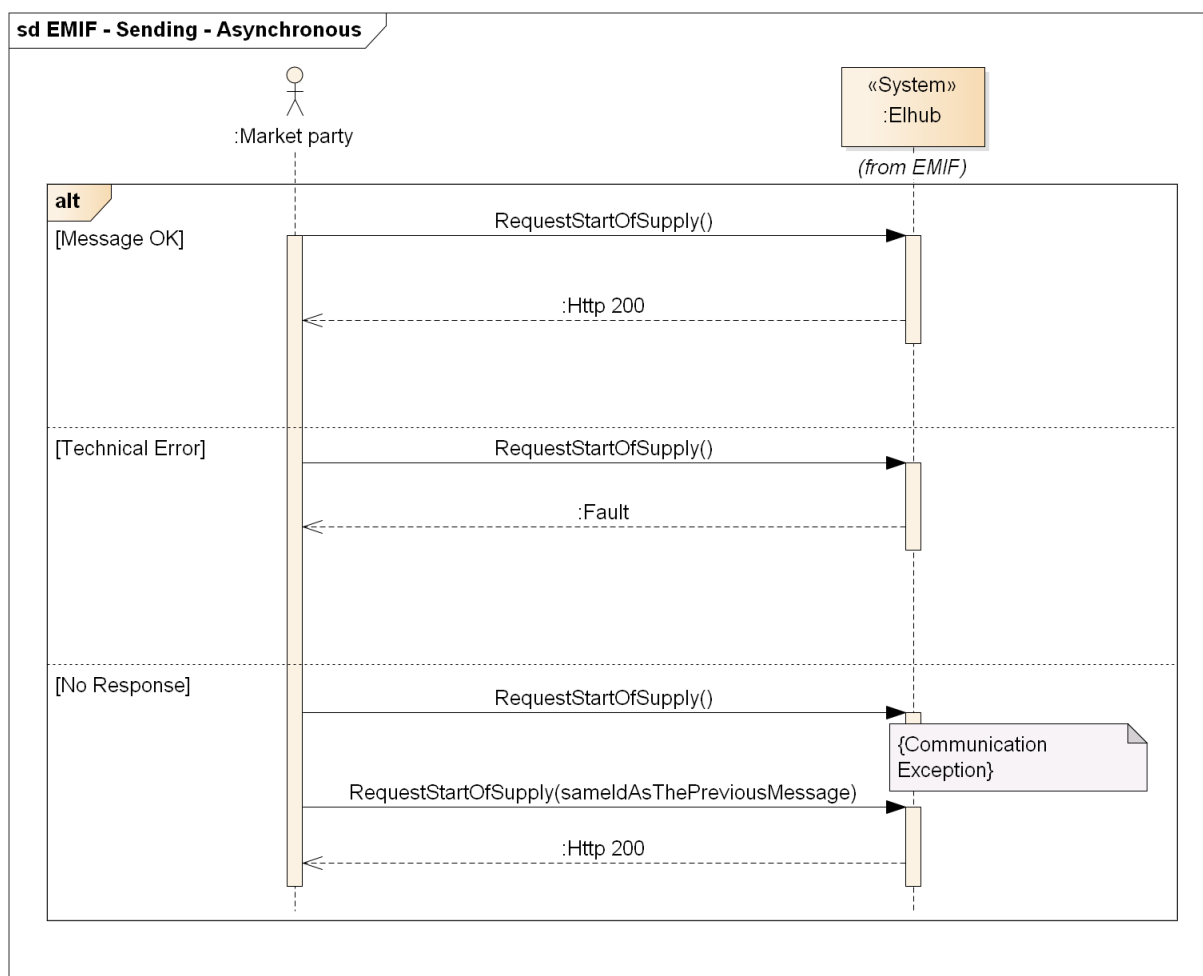 sd EMIF - Sending - Asynchronous
:Market party
«System»
:Elhub
(from EMIF)
alt
[Message OK]
RequestStartOfSupply()
:Http 200
[Technical Error]
RequestStartOfSupply()
:Fault
[No Response]
RequestStartOfSupply()
{Communication
Exception}
RequestStartOfSupply(sameIdAsThePreviousMessage)
:Http 200